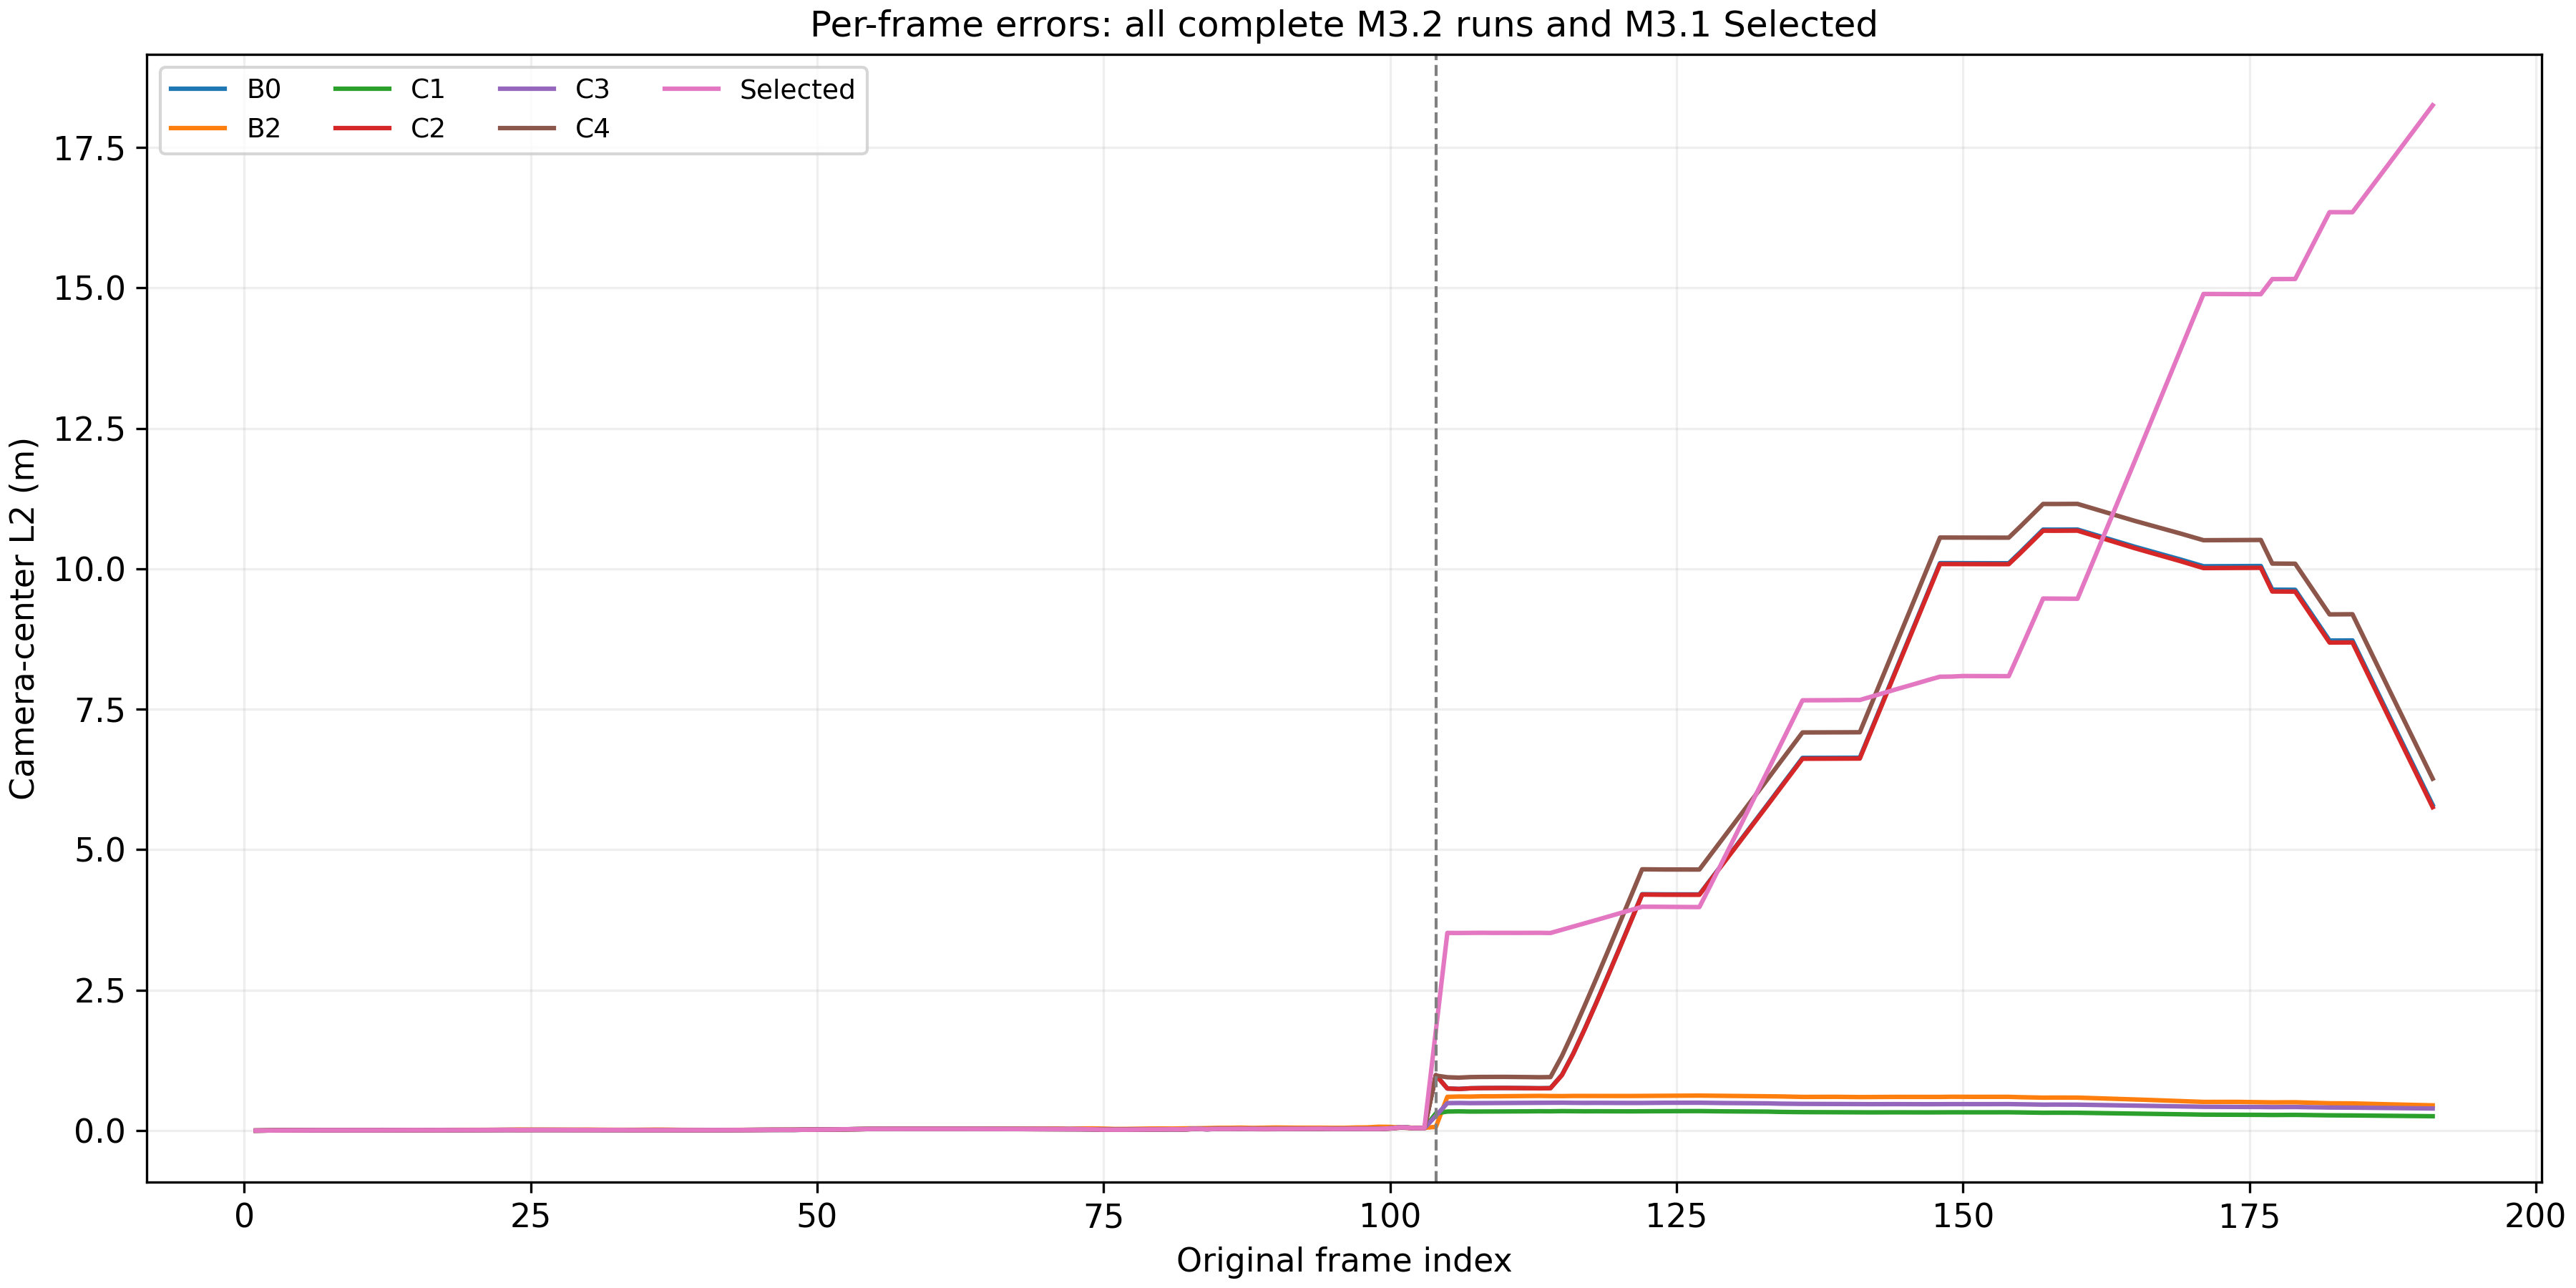 Per-frame errors: all complete M3.2 runs and M3.1 Selected
B0 C1 C3 Selected
B2 C2 C4
17.5
15.0
12.5
10.0
7.5
5.0
2.5
0.0
Camera-center L2 (m)
0 25 50 75 100 125 150 175 200
Original frame index